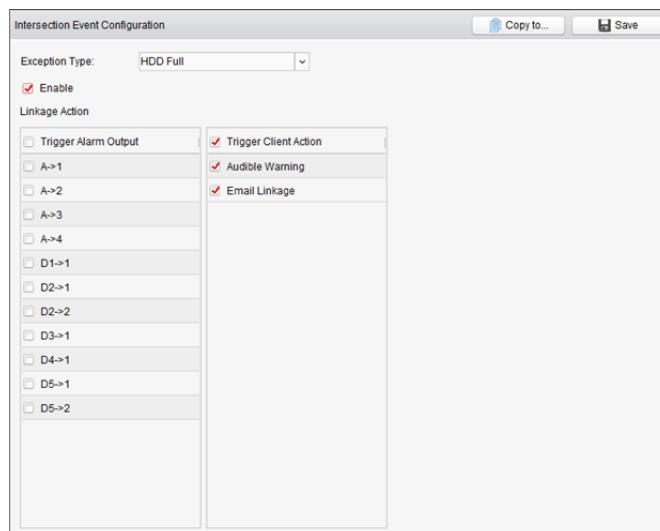 Intersection Event Configuration
Copy to...
Save
Exception Type:
HDD Full
Enable
Linkage Action
Trigger Alarm Output
Trigger Client Action
A->1
Audible Warning
A->2
Email Linkage
A->3
A->4
D1->1
D2->1
D2->2
D3->1
D4->1
D5->1
D5->2